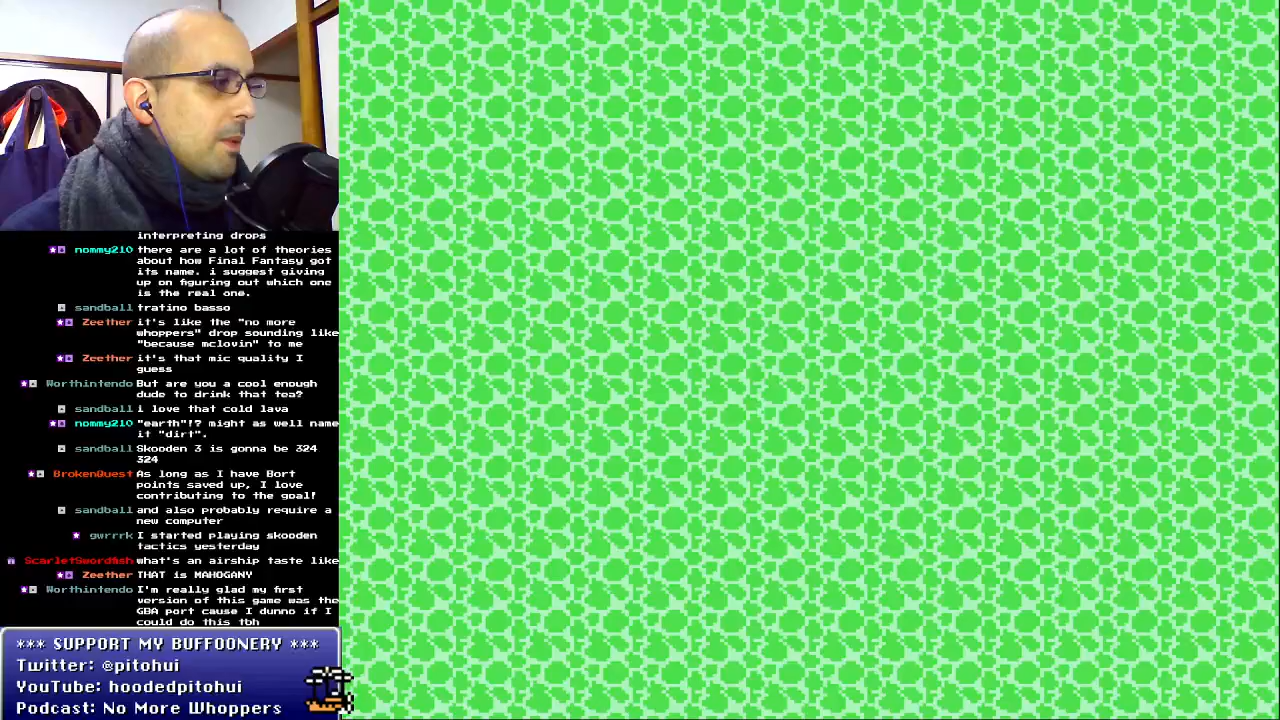 interpreting drops
nommy210 there are a lot of theories
about how Final Fantasy got
its name. i suggest giving
up on figuring out which one
is the real one.
sandball tratino basso
Zeether it's like the "no more
whoppers" drop sounding like
"because mclovin" to me
Zeether it's that mic quality I
guess
Worthintendo But are you a cool enough
dude to drink that tea?
sandball i love that cold lava
nommy210 "earth"!? might as well name
it "dirt".
sandball Skooden 3 is gonna be 324
324
BrokenQuest As long as I have Bort
points saved up, I love
contributing to the goal!
sandball and also probably require a
new computer
gwrrrk I started playing skooden
tactics yesterday
ScarletSwordfish what's an airship taste like
Zeether THAT is MAHOGANY
Worthintendo I'm really glad my first
version of this game was the
GBA port cause I dunno if I
could do this tbh
*** SUPPORT MY BUFFOONERY ***
Twitter: @pitohui
YouTube: hoodedpitohui
Podcast: No More Whoppers